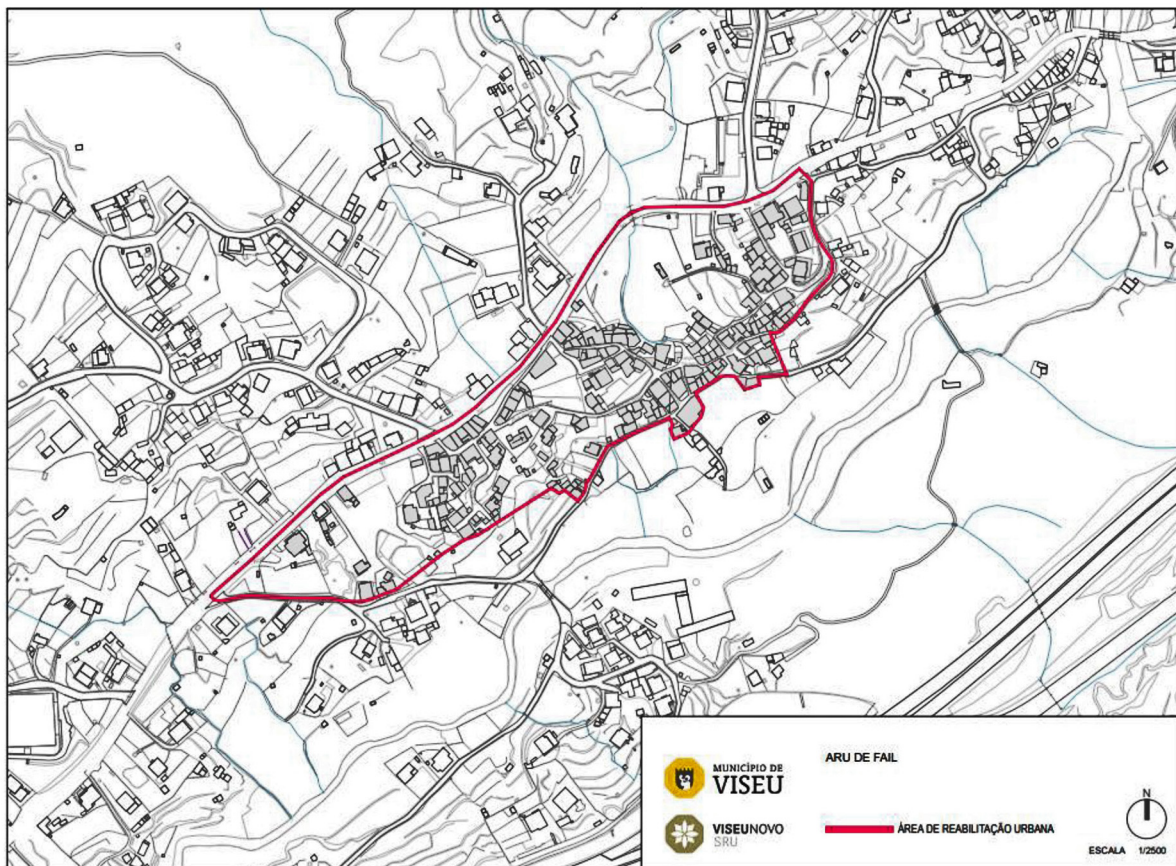 MUNICÍPIO DE
VISEU
ARU DE FAIL
VISEUNOVO
SRU
ÁREA DE REABILITAÇÃO URBANA
N
ESCALA 1/2500